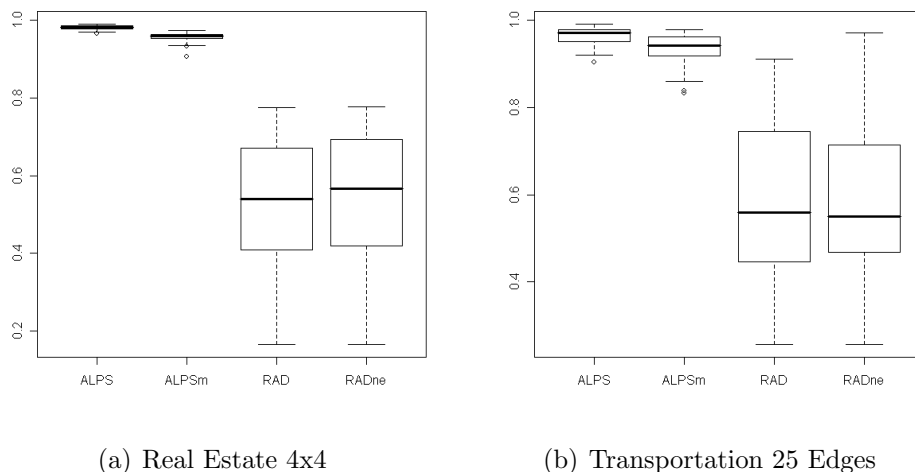 1.0
0.8
0.6
0.4
0.2
ALPS ALPSm RAD RADne
(a) Real Estate 4x4
1.0
0.8
0.6
0.4
ALPS ALPSm RAD RADne
(b) Transportation 25 Edges